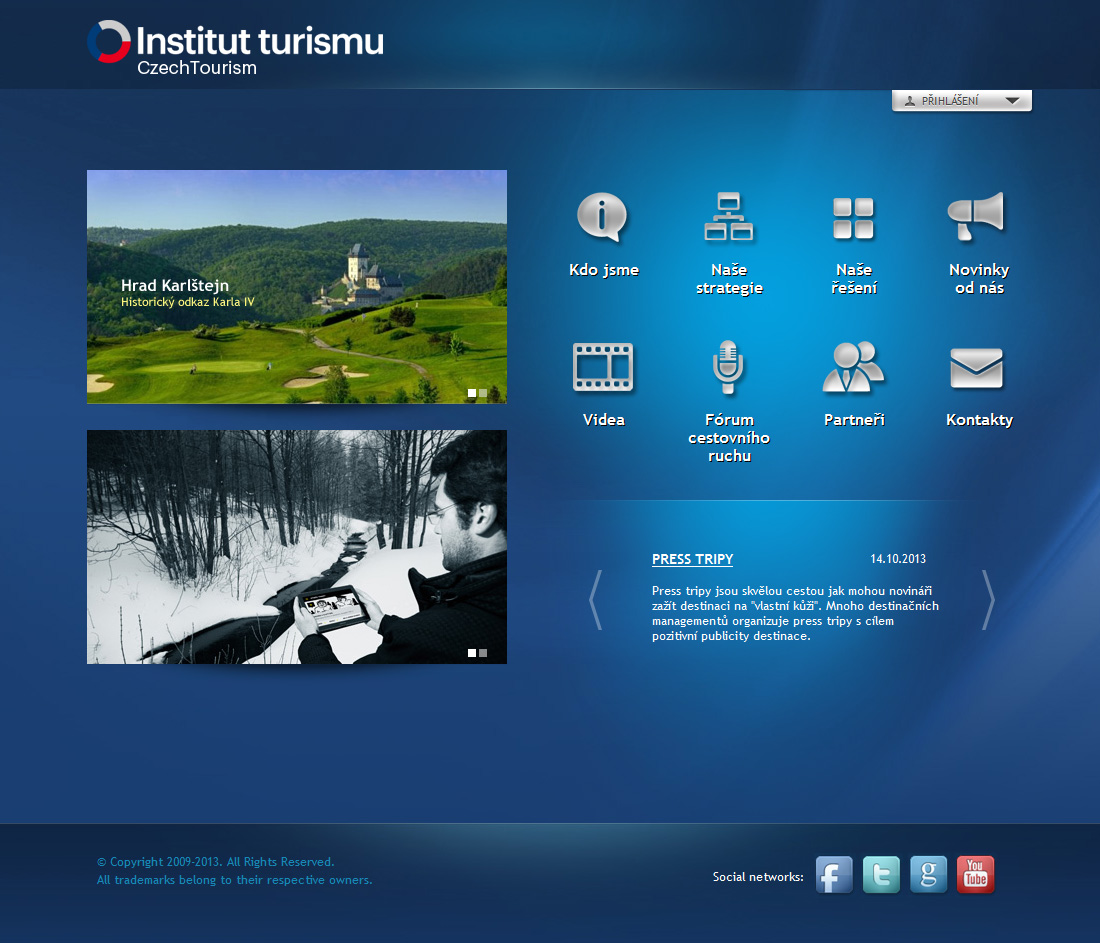 Institut turismu
CzechTourism
PŘIHLÁŠENÍ
Hrad Karlštejn
Historický odkaz Karla IV
Kdo jsme
Naše
strategie
Naše
řešení
Novinky
od nás
Videa
Fórum
cestovního
ruchu
Partneři
Kontakty
PRESS TRIPY
14.10.2013
Press tripy jsou skvělou cestou jak mohou novináři
zažít destinaci na "vlastní kůži". Mnoho destinačních
managementů organizuje press tripy s cílem
pozitivní publicity destinace.
© Copyright 2009-2013. All Rights Reserved.
All trademarks belong to their respective owners.
Social networks:
f
t
g
You
Tube